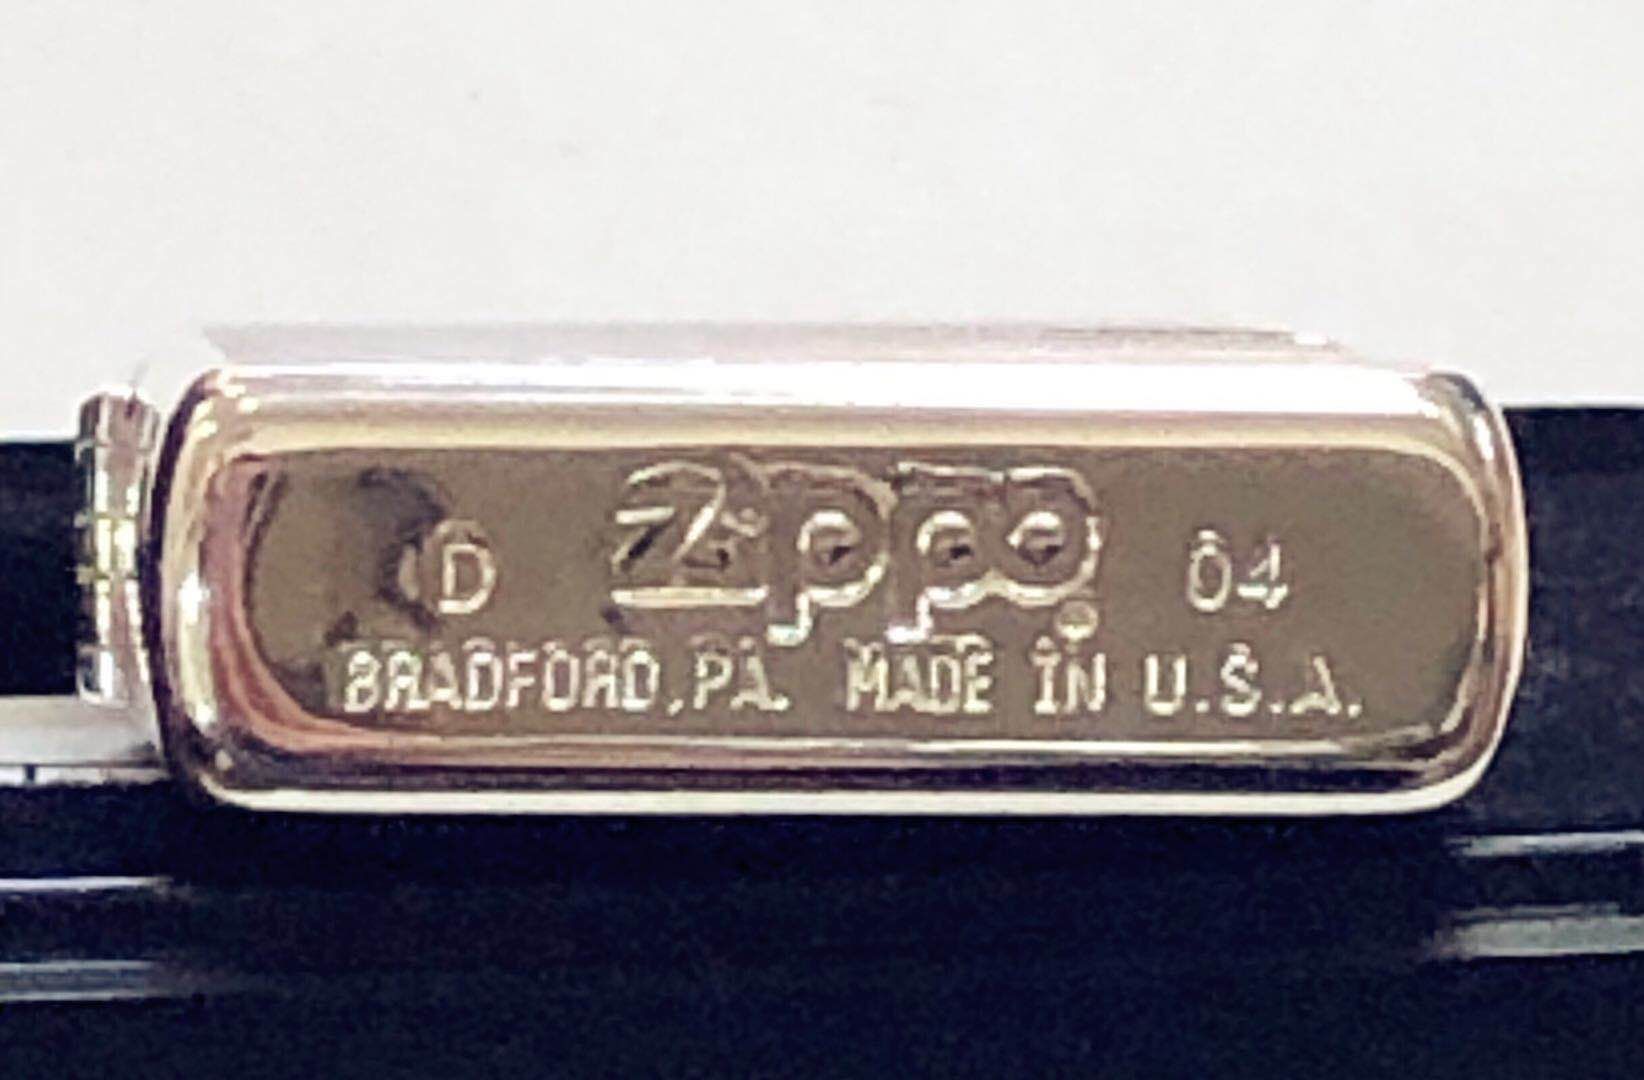 D Zippo ® 04
BRADFORD,PA. MADE IN U.S.A.